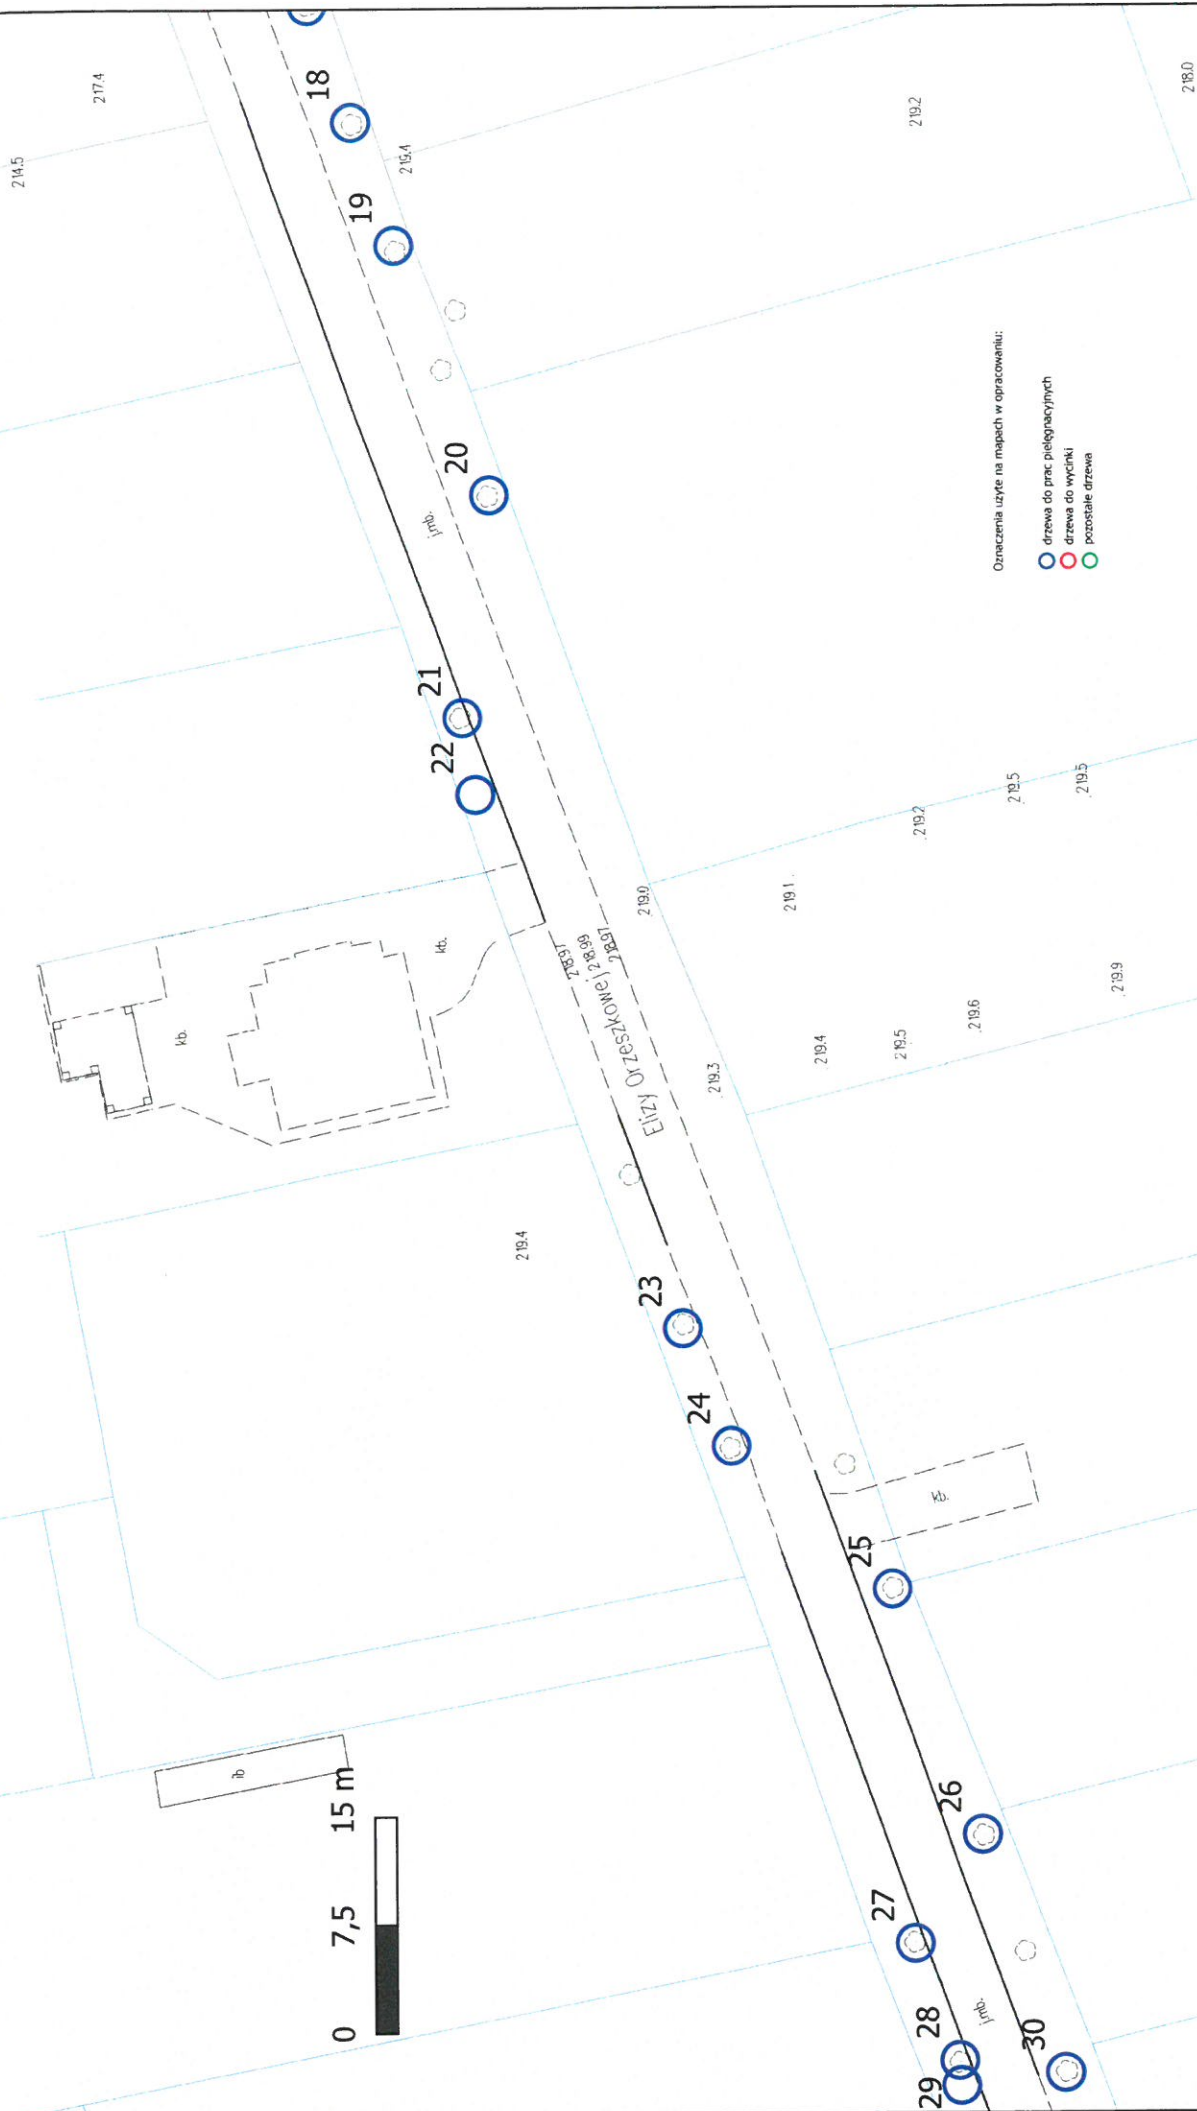 214.5
217.4
18
19
219.4
219.2
218.0
20
jmb.
21
22
kb.
kb.
Elizy Orzeszkowej
218.97
218.99
218.97
219.0
219.1
219.2
219.5
219.5
219.3
219.4
219.5
219.6
219.9
219.4
23
24
25
kb.
ib
26
27
28
29
30
jmb.
0 7,5 15 m
Oznaczenia użyte na mapach w opracowaniu:
drzewa do prac pielęgnacyjnych
drzewa do wycinki
pozostałe drzewa